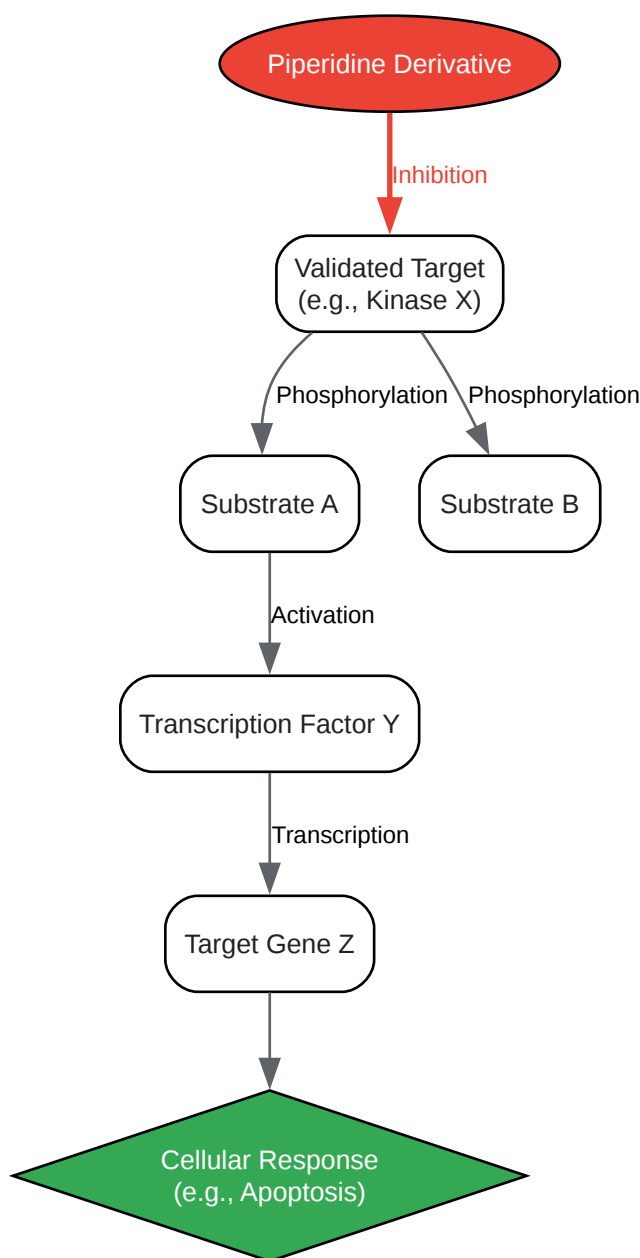 Piperidine Derivative
Inhibition
Validated Target
(e.g., Kinase X)
Phosphorylation
Phosphorylation
Substrate A
Substrate B
Activation
Transcription Factor Y
Transcription
Target Gene Z
Cellular Response
(e.g., Apoptosis)